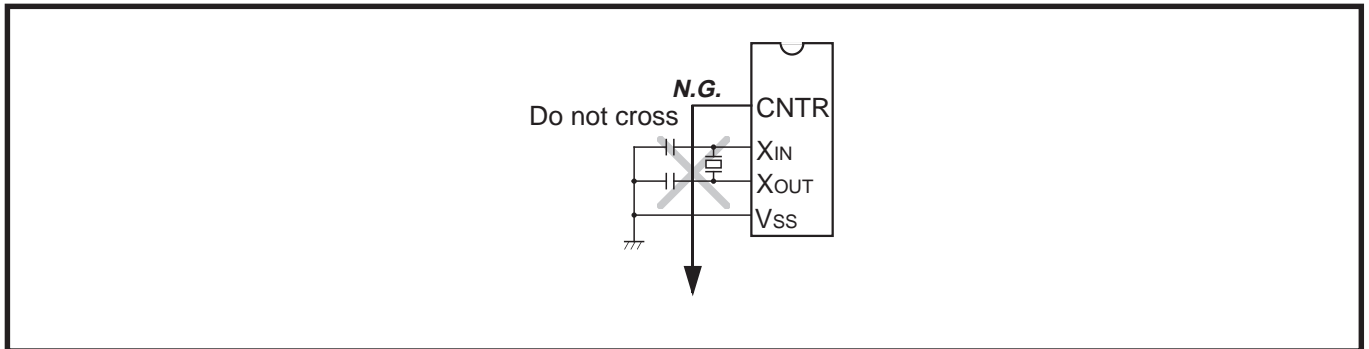 N.G.
Do not cross
CNTR
XIN
XOUT
VSS